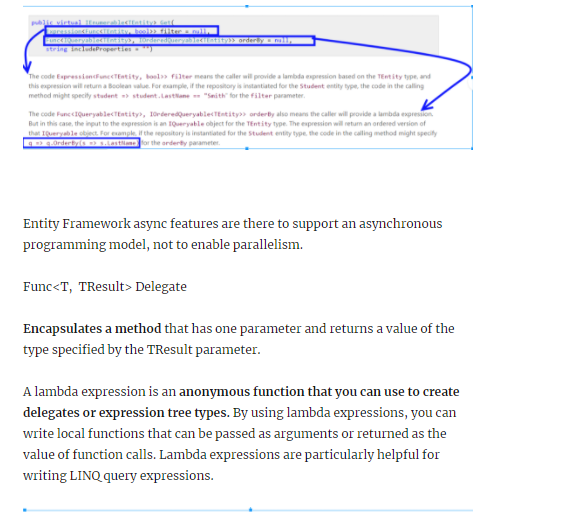 public virtual IEnumerable<TEntity> Get(
Expression<Func<TEntity, bool>> filter = null,
Func<IQueryable<TEntity>, IOrderedQueryable<TEntity>> orderBy = null,
string includeProperties = "")
The code Expression<Func<TEntity, bool>> filter means the caller will provide a lambda expression based on the TEntity type, and
this expression will return a Boolean value. For example, if the repository is instantiated for the Student entity type, the code in the calling
method might specify student => student.LastName == "Smith" for the filter parameter.
The code Func<IQueryable<TEntity>, IOrderedQueryable<TEntity>> orderBy also means the caller will provide a lambda expression.
But in this case, the input to the expression is an IQueryable object for the TEntity type. The expression will return an ordered version of
that IQueryable object. For example, if the repository is instantiated for the Student entity type, the code in the calling method might specify
q => q.OrderBy(s => s.LastName) for the orderBy parameter.
Entity Framework async features are there to support an asynchronous
programming model, not to enable parallelism.
Func<T, TResult> Delegate
Encapsulates a method that has one parameter and returns a value of the
type specified by the TResult parameter.
A lambda expression is an anonymous function that you can use to create
delegates or expression tree types. By using lambda expressions, you can
write local functions that can be passed as arguments or returned as the
value of function calls. Lambda expressions are particularly helpful for
writing LINQ query expressions.